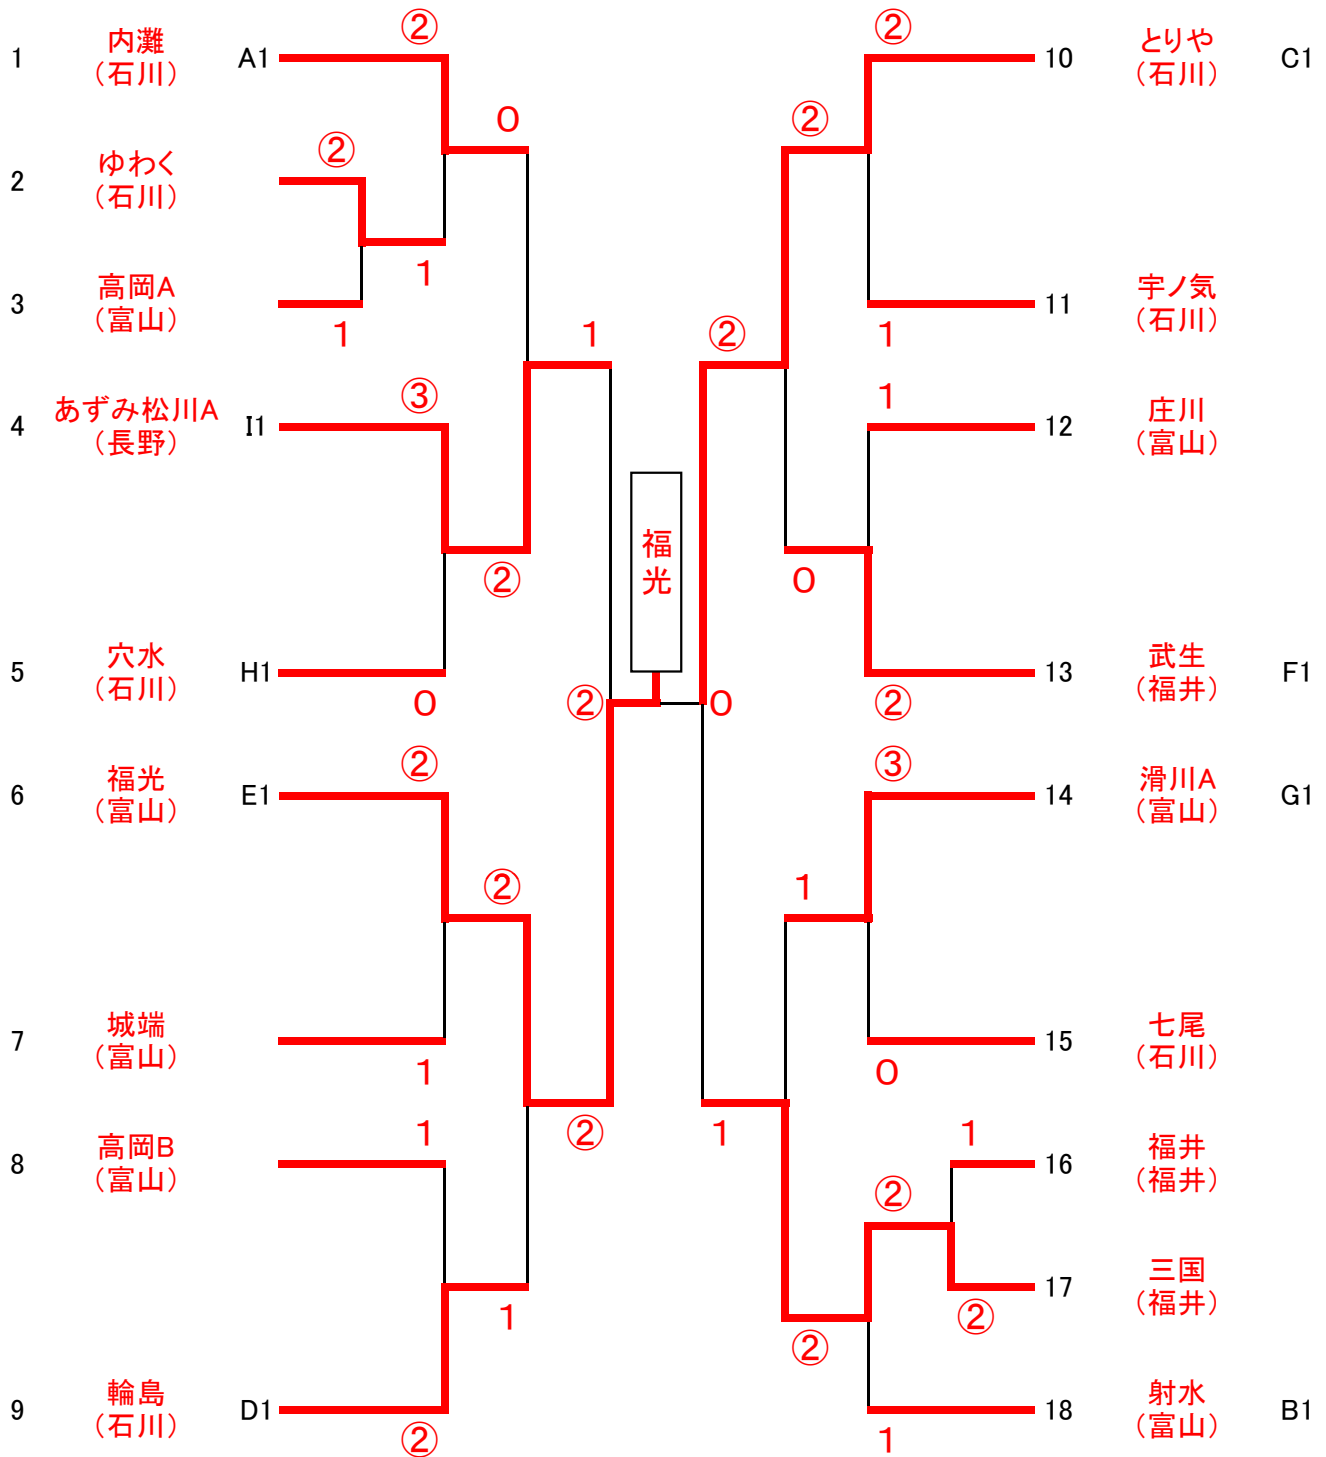 ②
1 内灘 A1
(石川)
0
②
2 ゆわく
(石川)
1
3 高岡A
(富山)
1
1
③
4 あずみ松川A I1
(長野)
②
5 穴水 H1
(石川)
0
②
②
6 福光 E1
(富山)
②
7 城端
(富山)
1
②
1
8 高岡B
(富山)
1
9 輪島 D1
(石川)
②
福
光
②
10 とりや C1
(石川)
②
②
11 宇ノ気
(石川)
1
1
12 庄川
(富山)
0
13 武生 F1
(福井)
②
0
③
14 滑川A G1
(富山)
1
15 七尾
(石川)
0
1
1
16 福井
(福井)
②
17 三国
(福井)
②
②
18 射水 B1
(富山)
1